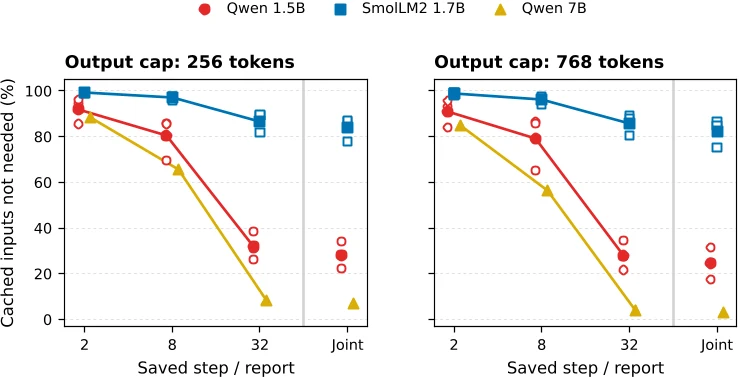 Qwen 1.5B SmolLM2 1.7B Qwen 7B
Output cap: 256 tokens
Output cap: 768 tokens
Cached inputs not needed (%)
100
80
60
40
20
0
2 8 32 Joint
2 8 32 Joint
Saved step / report
Saved step / report